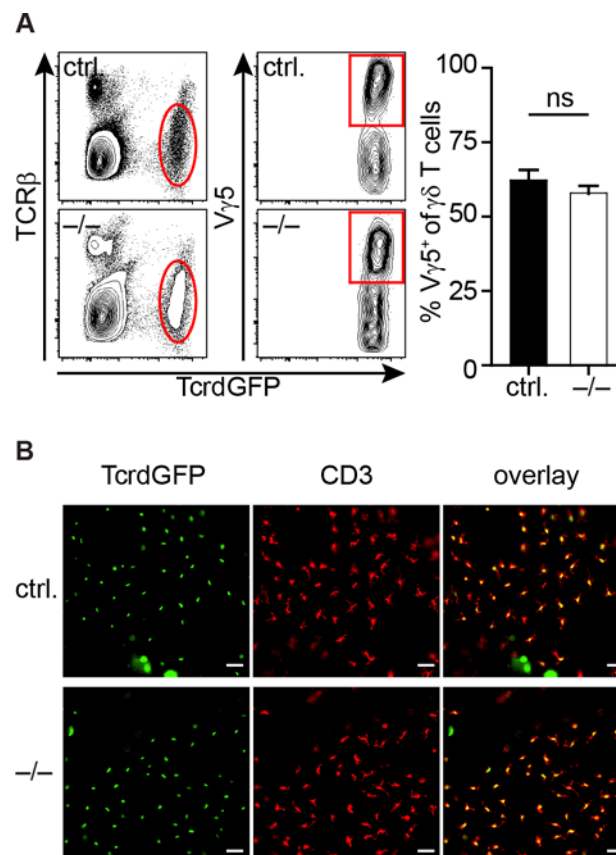 A
ctrl.
TCRβ
–/–
Vγ5
ctrl.
–/–
TcrdGFP
% Vγ5⁺ of γδ T cells
100
75
50
25
0
ns
ctrl.
–/–
B
TcrdGFP CD3 overlay
ctrl.
–/–